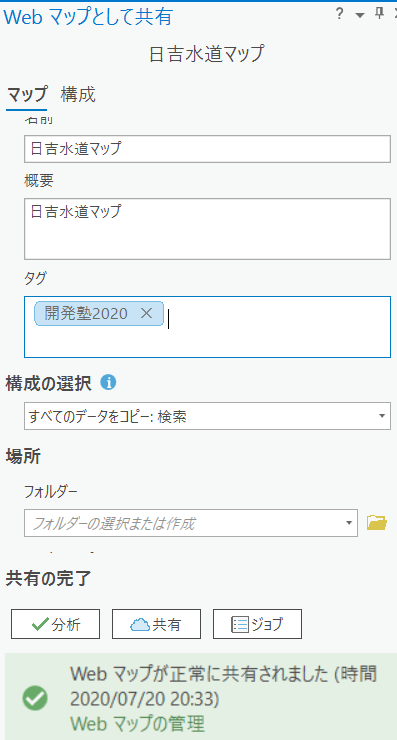 Web マップとして共有
?
日吉水道マップ
マップ 構成
名前
日吉水道マップ
概要
日吉水道マップ
タグ
開発塾2020
構成の選択
すべてのデータをコピー: 検索
場所
フォルダー
フォルダーの選択または作成
共有の完了
分析 共有 ジョブ
Web マップが正常に共有されました (時間
2020/07/20 20:33)
Web マップの管理